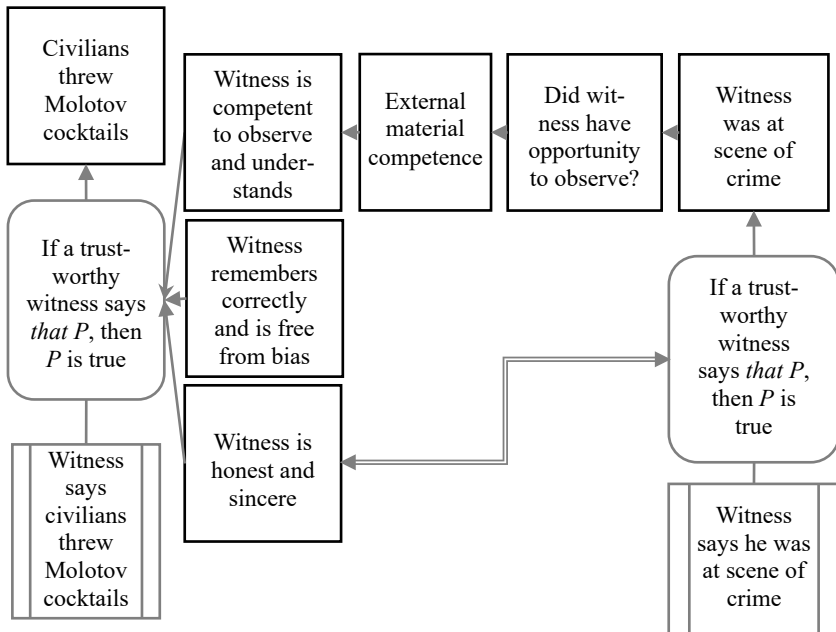 Civilians
threw
Molotov
cocktails
Witness is
competent
to observe
and under-
stands
External
material
competence
Did wit-
ness have
opportunity
to observe?
Witness
was at
scene of
crime
If a trust-
worthy
witness says
that P, then
P is true
Witness
remembers
correctly
and is free
from bias
If a trust-
worthy
witness
says that P,
then P is
true
Witness is
honest and
sincere
Witness
says
civilians
threw
Molotov
cocktails
Witness
says he was
at scene of
crime